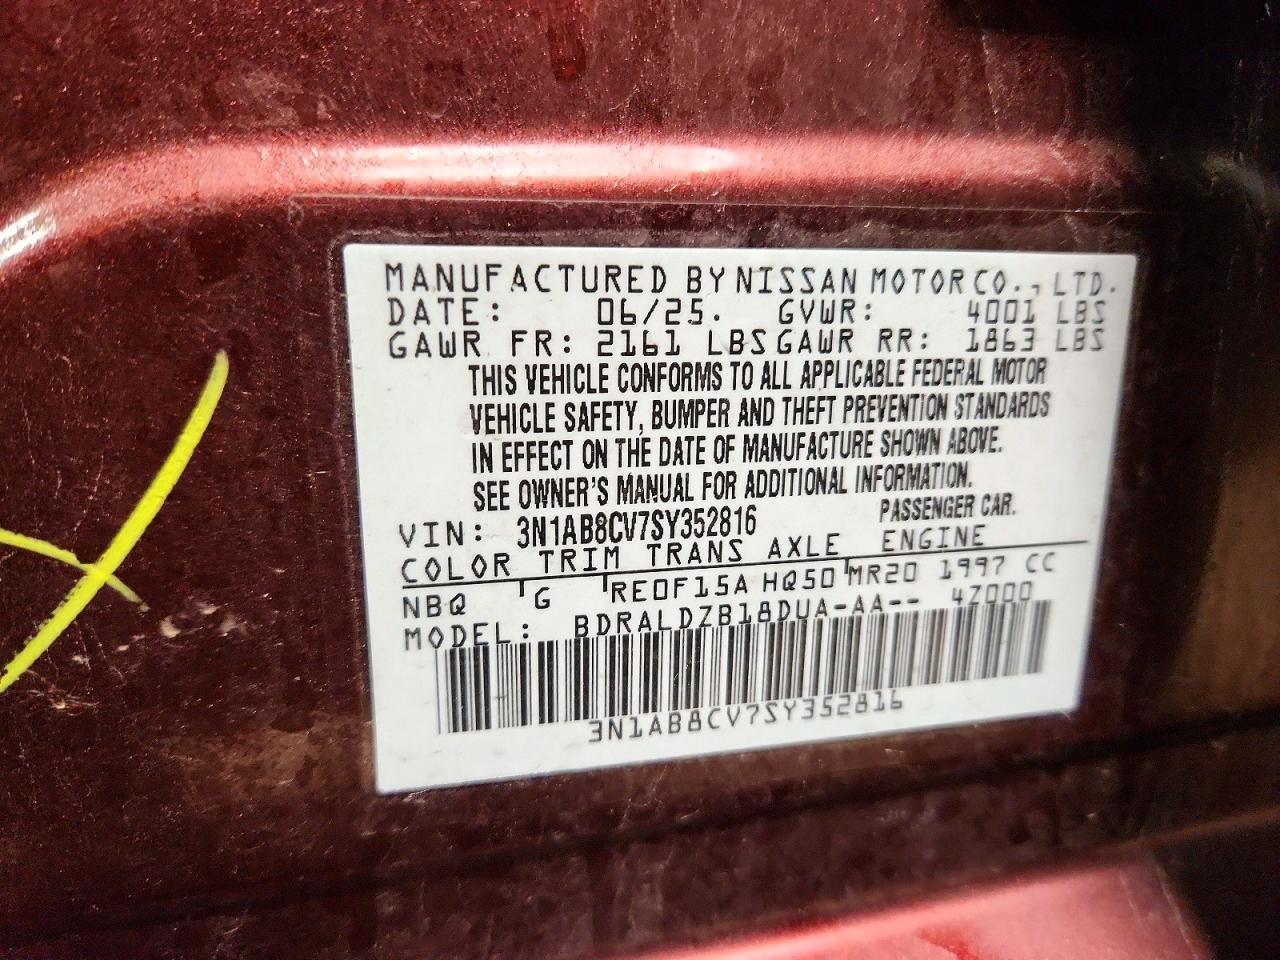 MANUFACTURED BY NISSAN MOTOR CO., LTD.
DATE: 06/25. GVWR: 4001 LBS
GAWR FR: 2161 LBS GAWR RR: 1863 LBS
THIS VEHICLE CONFORMS TO ALL APPLICABLE FEDERAL MOTOR
VEHICLE SAFETY, BUMPER AND THEFT PREVENTION STANDARDS
IN EFFECT ON THE DATE OF MANUFACTURE SHOWN ABOVE.
SEE OWNER'S MANUAL FOR ADDITIONAL INFORMATION.
VIN: 3N1AB8CV7SY352816 PASSENGER CAR.
COLOR TRIM TRANS AXLE ENGINE
NBQ G RE0F15A HQ50 MR20 1997 CC
MODEL: BDRALDZB18DUA-AA-- 4Z000
3N1AB8CV7SY352816